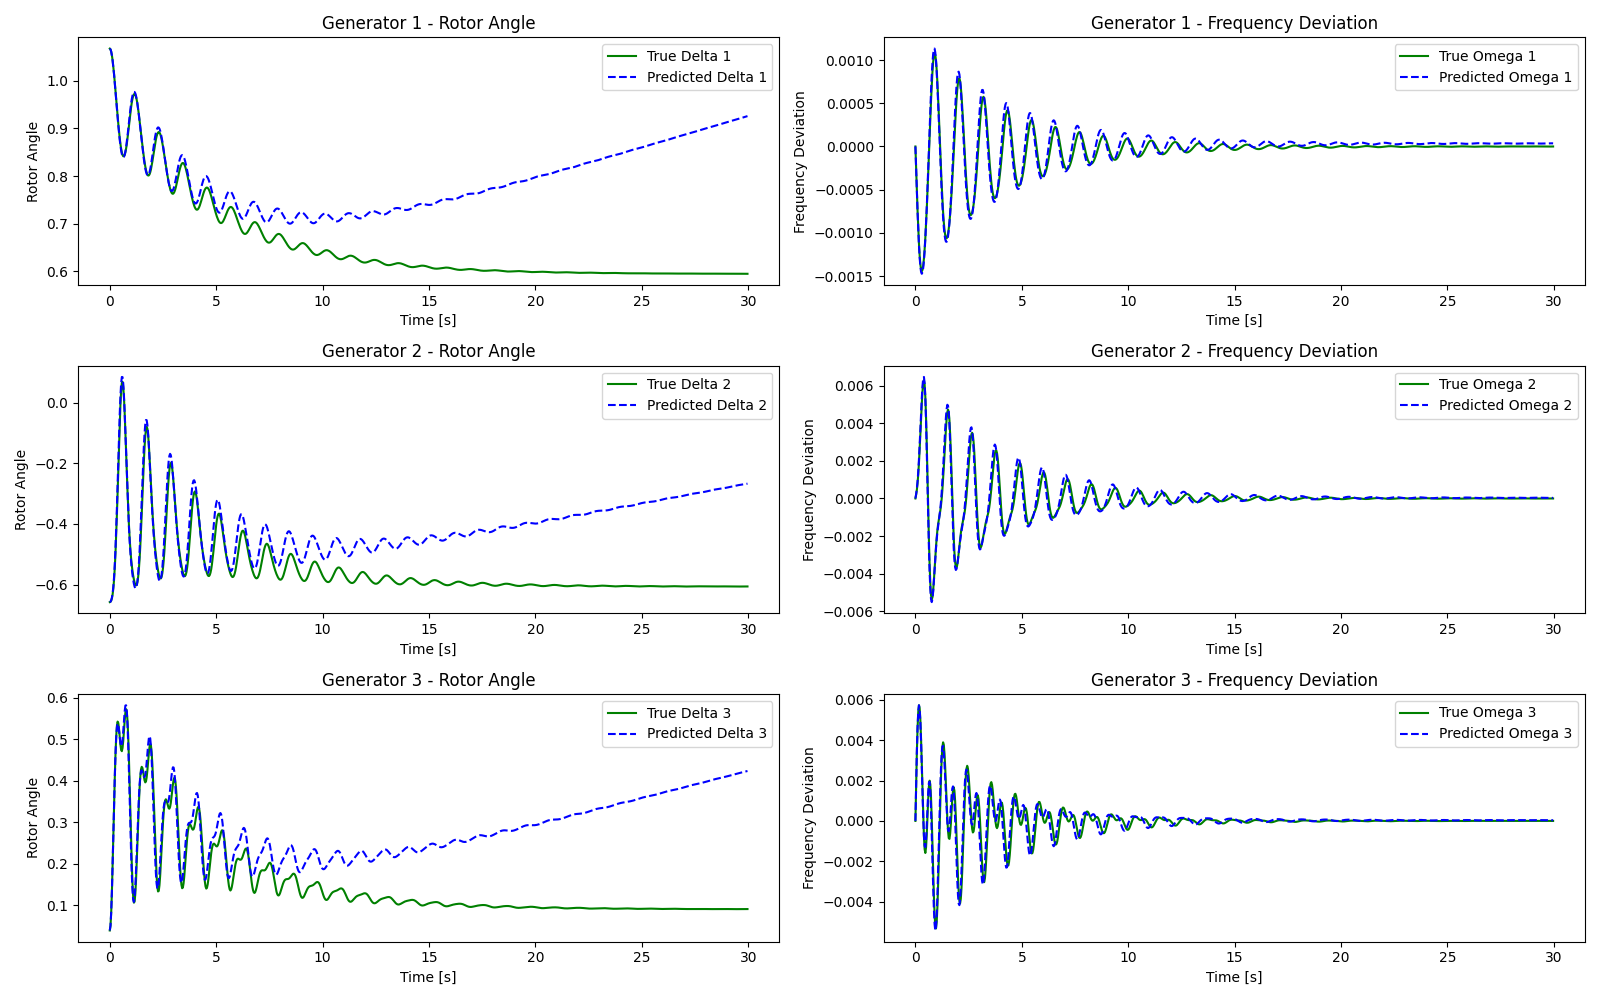 Generator 1 - Rotor Angle
Rotor Angle
1.0
0.9
0.8
0.7
0.6
True Delta 1
Predicted Delta 1
0 5 10 15 20 25 30
Time [s]
Generator 1 - Frequency Deviation
Frequency Deviation
0.0010
0.0005
0.0000
−0.0005
−0.0010
−0.0015
True Omega 1
Predicted Omega 1
0 5 10 15 20 25 30
Time [s]
Generator 2 - Rotor Angle
Rotor Angle
0.0
−0.2
−0.4
−0.6
True Delta 2
Predicted Delta 2
0 5 10 15 20 25 30
Time [s]
Generator 2 - Frequency Deviation
Frequency Deviation
0.006
0.004
0.002
0.000
−0.002
−0.004
−0.006
True Omega 2
Predicted Omega 2
0 5 10 15 20 25 30
Time [s]
Generator 3 - Rotor Angle
Rotor Angle
0.6
0.5
0.4
0.3
0.2
0.1
True Delta 3
Predicted Delta 3
0 5 10 15 20 25 30
Time [s]
Generator 3 - Frequency Deviation
Frequency Deviation
0.006
0.004
0.002
0.000
−0.002
−0.004
True Omega 3
Predicted Omega 3
0 5 10 15 20 25 30
Time [s]